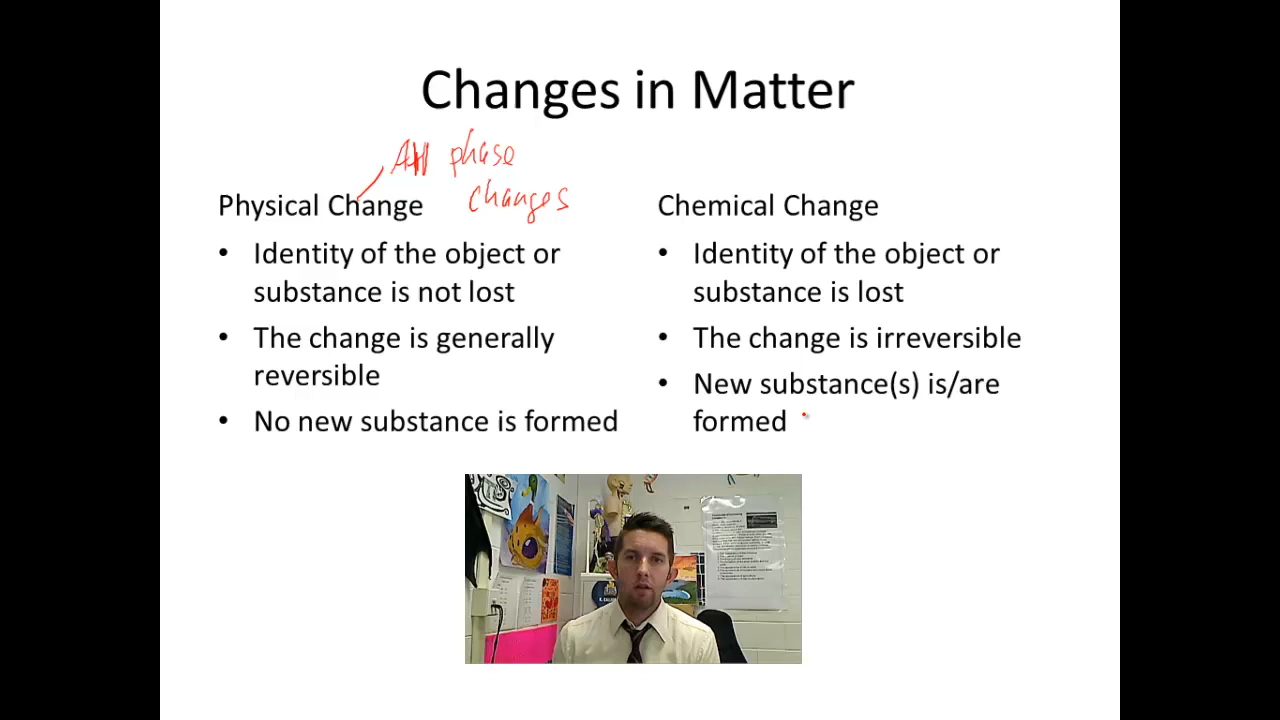 Changes in Matter
All phase
changes
Physical Change
• Identity of the object or
substance is not lost
• The change is generally
reversible
• No new substance is formed
Chemical Change
• Identity of the object or
substance is lost
• The change is irreversible
• New substance(s) is/are
formed